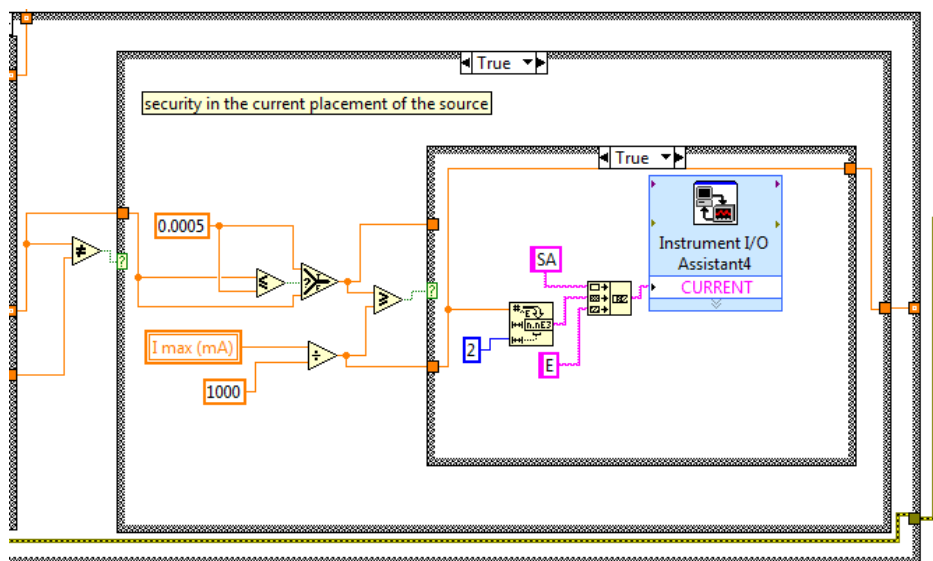 True
security in the current placement of the source
True
0.0005
Instrument I/O
Assistant4
SA
CURRENT
I max (mA)
2
E
1000